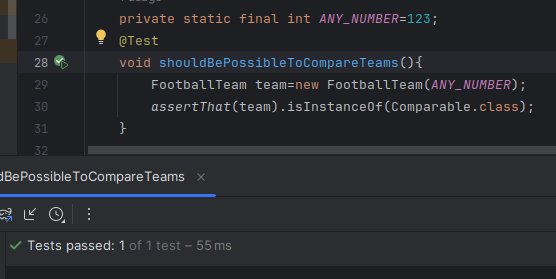 26 private static final int ANY_NUMBER=123;
27 @Test
28 void shouldBePossibleToCompareTeams(){
29 FootballTeam team=new FootballTeam(ANY_NUMBER);
30 assertThat(team).isInstanceOf(Comparable.class);
31 }
32
dBePossibleToCompareTeams ×
Tests passed: 1 of 1 test – 55 ms